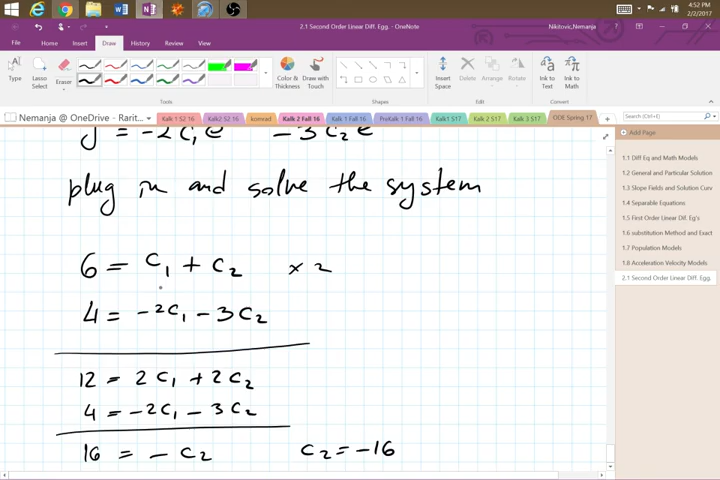 4:52 PM
2/2/2017
2.1 Second Order Linear Diff. Egg. - OneNote
Nikitovic,Nemanja
File Home Insert Draw History Review View
Type
Lasso Select
Eraser
Color & Thickness
Draw with Touch
Insert Space
Delete
Arrange
Rotate
Ink to Text
Ink to Math
Tools Shapes Edit Convert
Nemanja @ OneDrive - Rarit...
Kalk 1 S2 16 Kalk2 S2 16 komrad Kalk 2 Fall 16 Kalk 1 Fall 16 PreKalk 1 Fall 16 Kalk1 S17 Kalk 2 S17 Kalk 3 S17 ODE Spring 17
Search (Ctrl+E)
Add Page
1.1 Diff Eq and Math Models
1.2 General and Particular Solution
1.3 Slope Fields and Solution Curv
1.4 Separable Equations
1.5 First Order Linear Dif. Eq's
1.6 substitution Method and Exact
1.7 Population Models
1.8 Acceleration Velocity Models
2.1 Second Order Linear Diff. Egg.
= -2C₁e - 3C₂e
plug in and solve the system
6 = C₁ + C₂ × 2
4 = -2C₁ - 3C₂
12 = 2C₁ + 2C₂
4 = -2C₁ - 3C₂
16 = - C₂ C₂ = -16